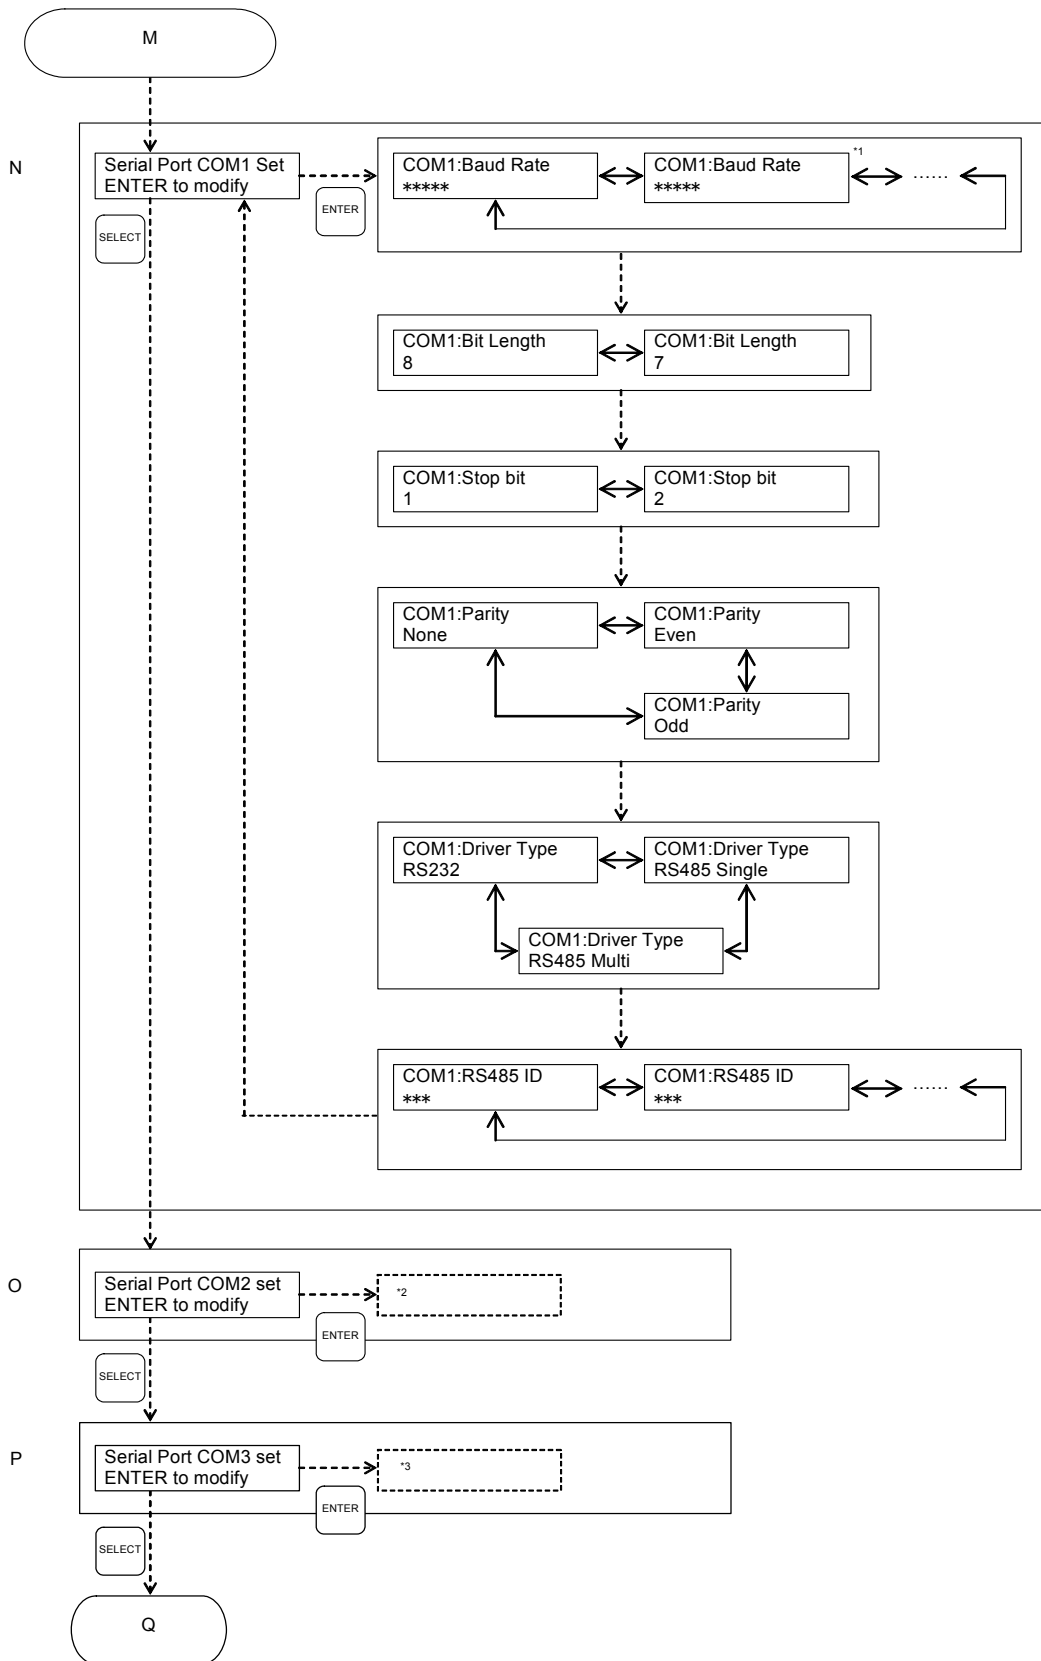 M
N
Serial Port COM1 Set
ENTER to modify
SELECT
ENTER
COM1:Baud Rate
*****
COM1:Baud Rate
*****
*1
......
COM1:Bit Length
8
COM1:Bit Length
7
COM1:Stop bit
1
COM1:Stop bit
2
COM1:Parity
None
COM1:Parity
Even
COM1:Parity
Odd
COM1:Driver Type
RS232
COM1:Driver Type
RS485 Single
COM1:Driver Type
RS485 Multi
COM1:RS485 ID
***
COM1:RS485 ID
***
......
O
Serial Port COM2 set
ENTER to modify
*2
ENTER
SELECT
P
Serial Port COM3 set
ENTER to modify
*3
ENTER
SELECT
Q